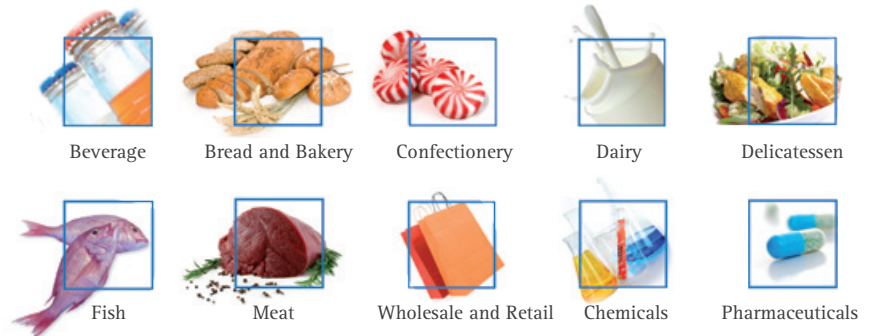 Beverage
Bread and Bakery
Confectionery
Dairy
Delicatessen
Fish
Meat
Wholesale and Retail
Chemicals
Pharmaceuticals